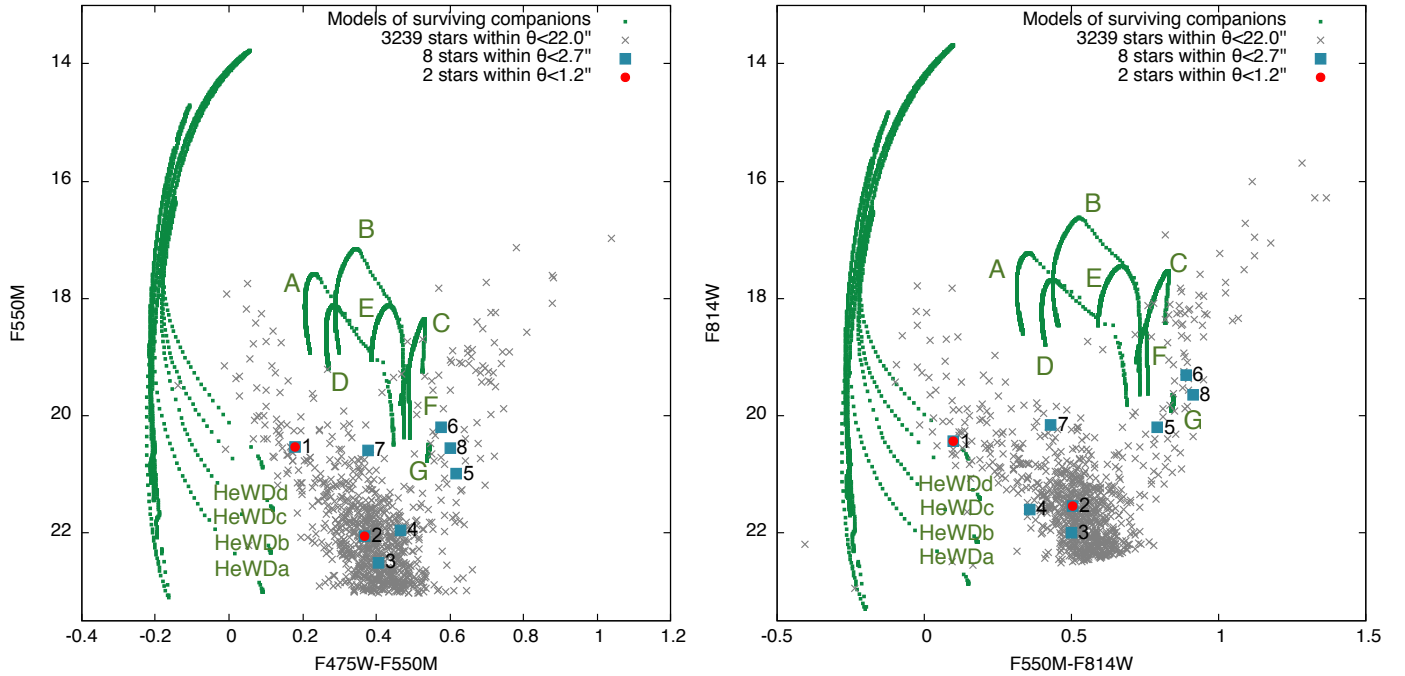 Models of surviving companions
3239 stars within θ<22.0"
8 stars within θ<2.7"
2 stars within θ<1.2"
14
16
18
20
22
F550M
A
B
C
D
E
F
G
1
2
3
4
5
6
7
8
HeWDd
HeWDc
HeWDb
HeWDa
-0.4
-0.2
0
0.2
0.4
0.6
0.8
1
1.2
F475W-F550M
Models of surviving companions
3239 stars within θ<22.0"
8 stars within θ<2.7"
2 stars within θ<1.2"
14
16
18
20
22
F814W
A
B
C
D
E
F
G
1
2
3
4
5
6
7
8
HeWDd
HeWDc
HeWDb
HeWDa
-0.5
0
0.5
1
1.5
F550M-F814W